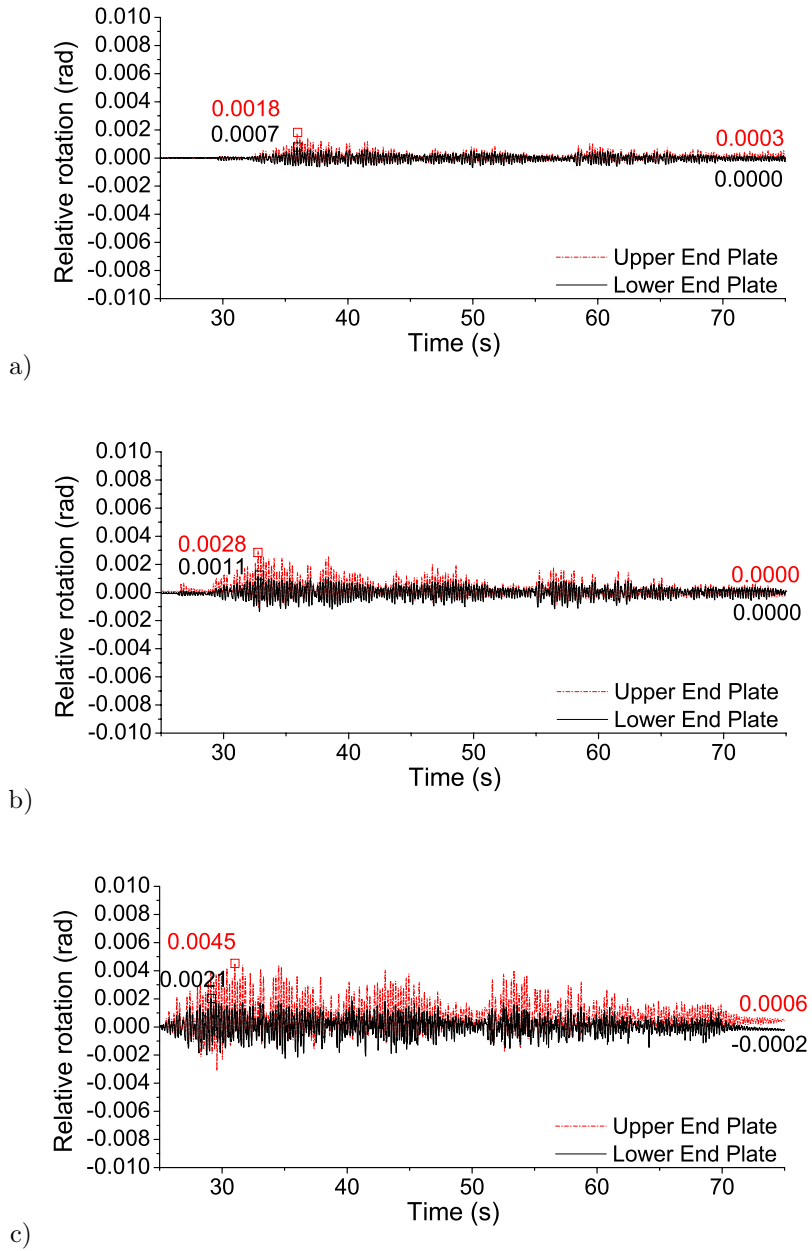 0.010
0.008
0.006
0.004
0.002
0.000
-0.002
-0.004
-0.006
-0.008
-0.010
Relative rotation (rad)
0.0018
0.0007
0.0003
0.0000
Upper End Plate
Lower End Plate
30 40 50 60 70
Time (s)
a)
0.010
0.008
0.006
0.004
0.002
0.000
-0.002
-0.004
-0.006
-0.008
-0.010
Relative rotation (rad)
0.0028
0.0011
0.0000
0.0000
Upper End Plate
Lower End Plate
30 40 50 60 70
Time (s)
b)
0.010
0.008
0.006
0.004
0.002
0.000
-0.002
-0.004
-0.006
-0.008
-0.010
Relative rotation (rad)
0.0045
0.0021
0.0006
-0.0002
Upper End Plate
Lower End Plate
30 40 50 60 70
Time (s)
c)